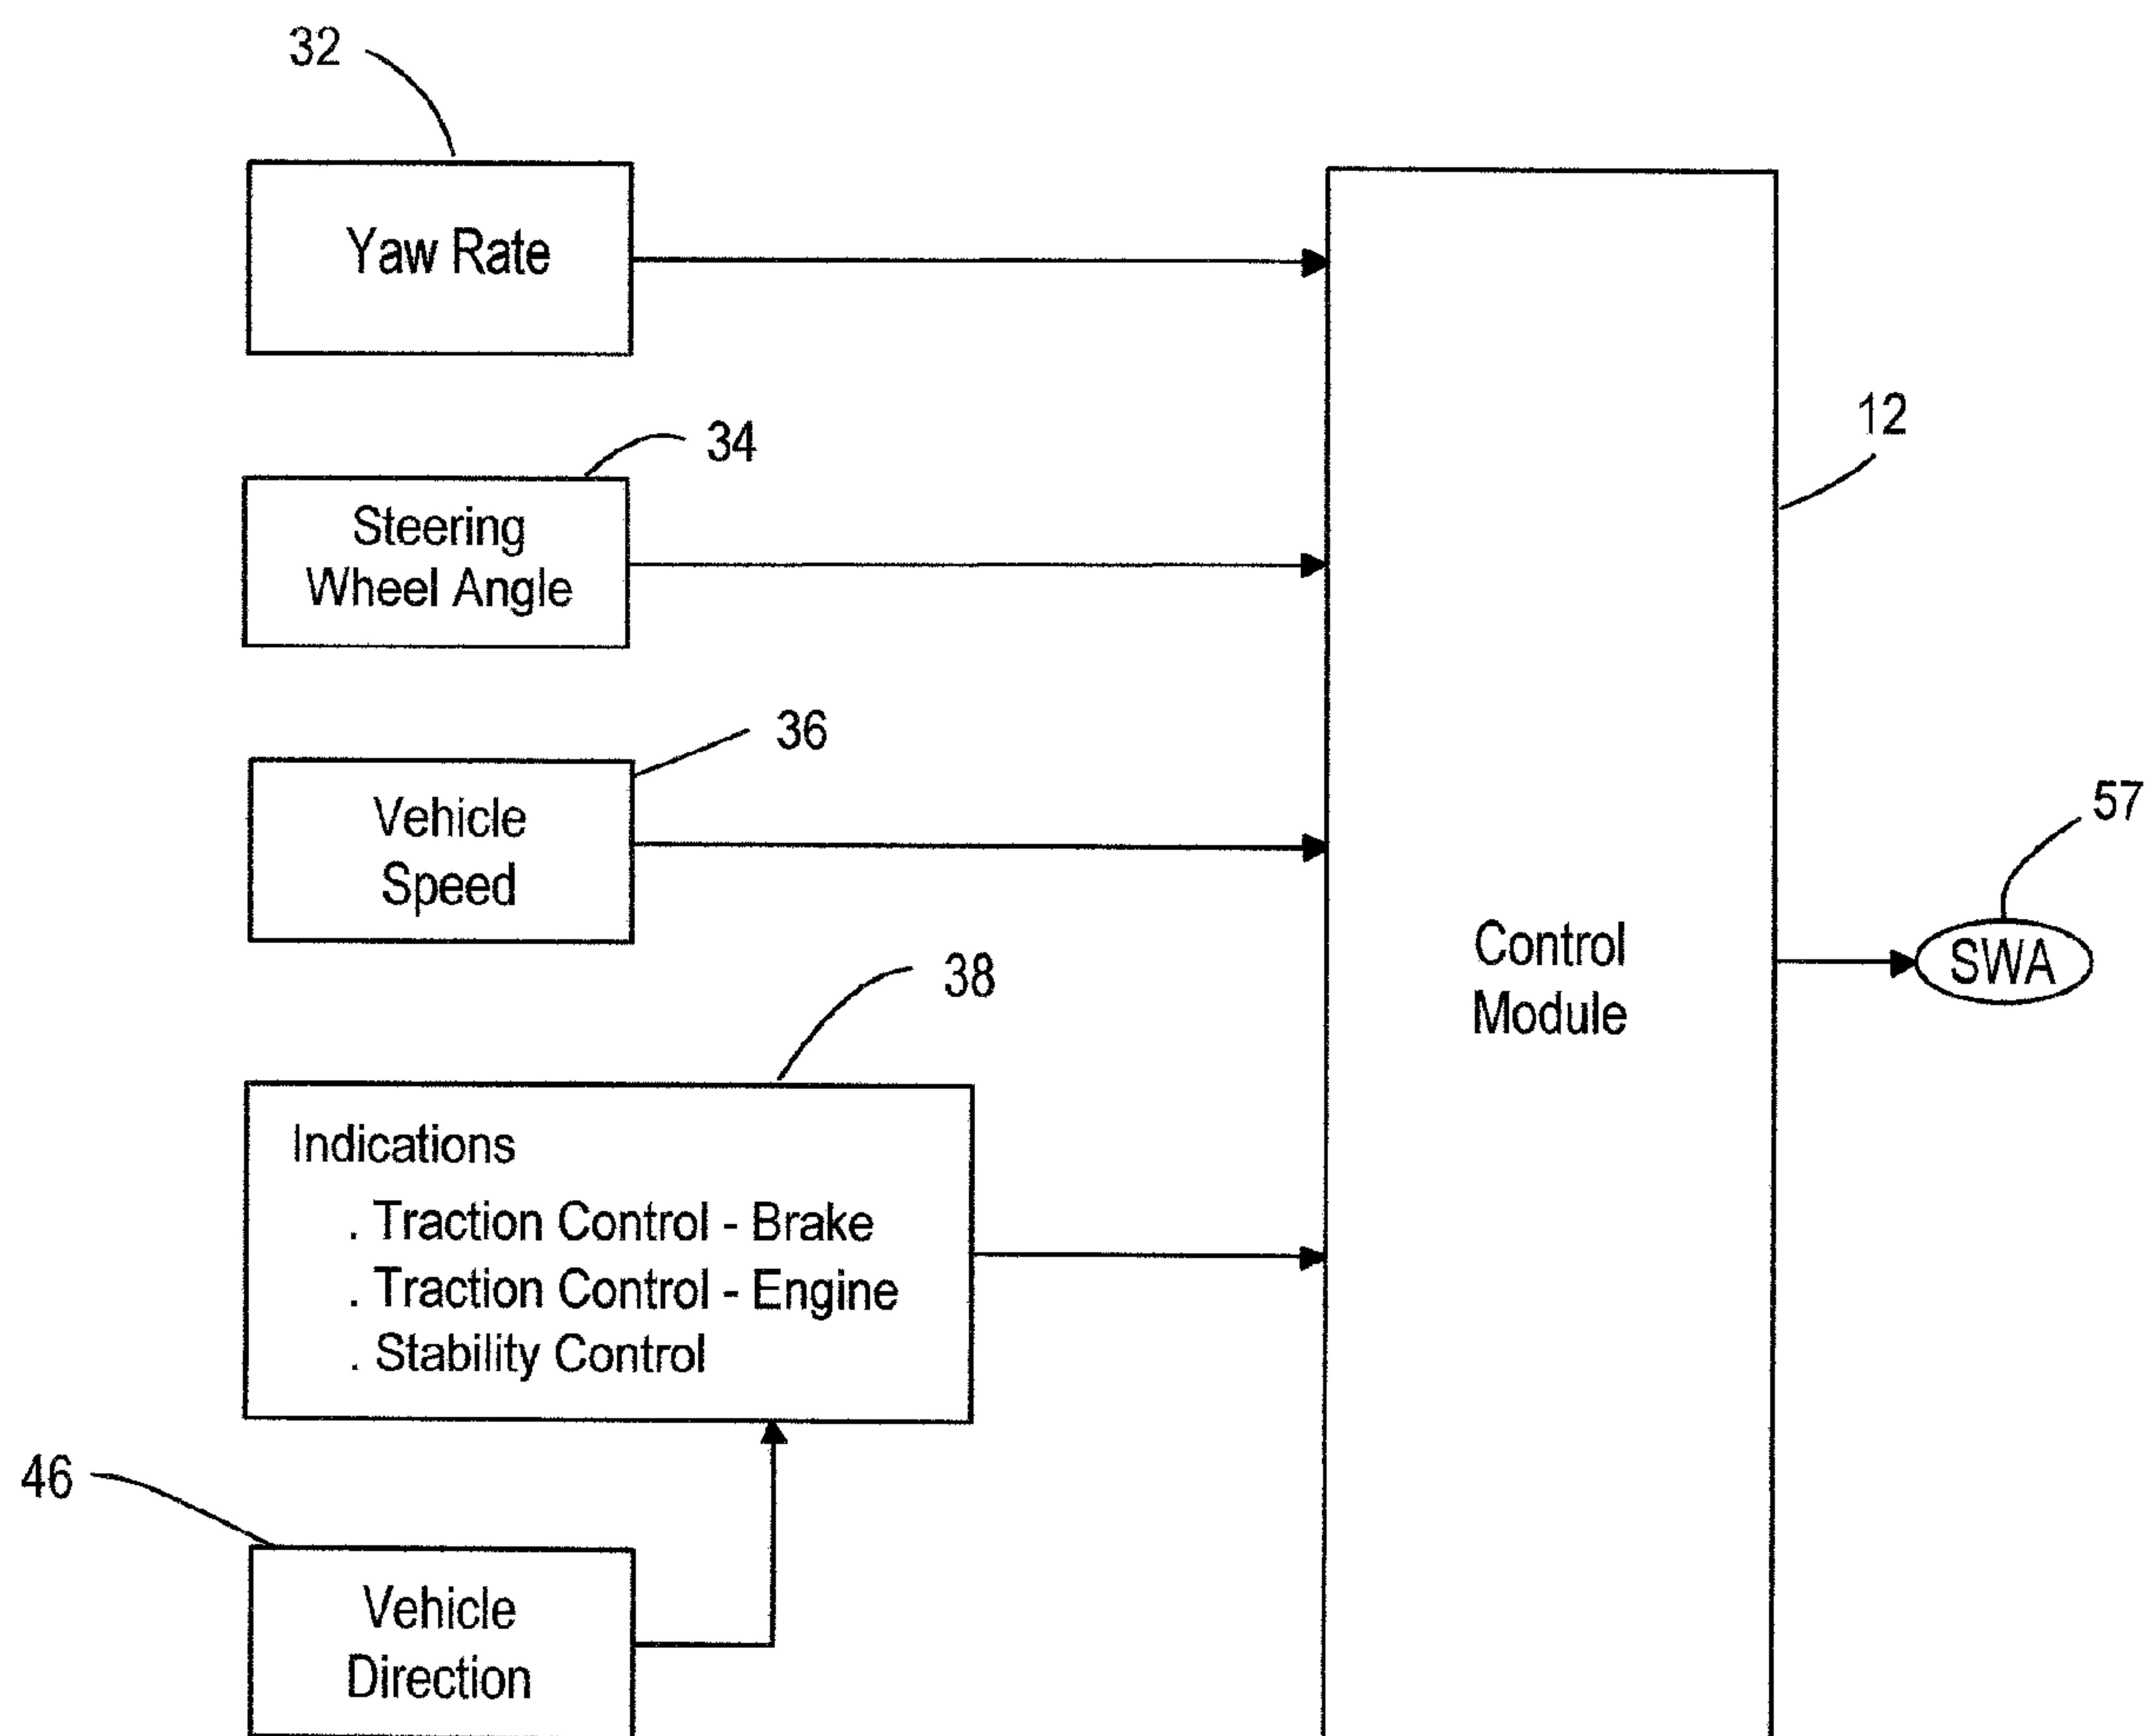 32
Yaw Rate
34
Steering
Wheel Angle
12
36
Vehicle
Speed
57
Control
Module
SWA
38
Indications
. Traction Control - Brake
. Traction Control - Engine
. Stability Control
46
Vehicle
Direction